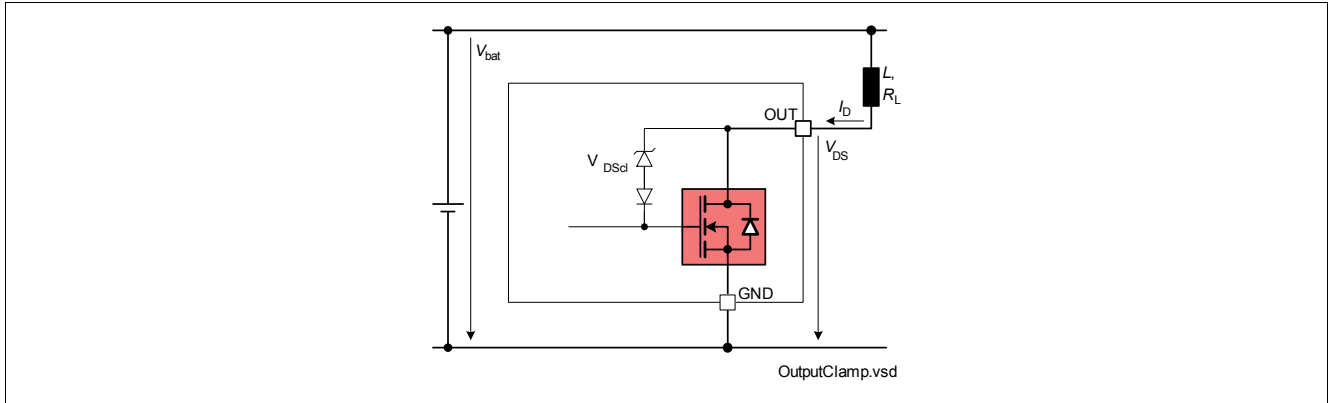 Vbat
L,
RL
OUT
ID
VDS
V DScl
GND
OutputClamp.vsd